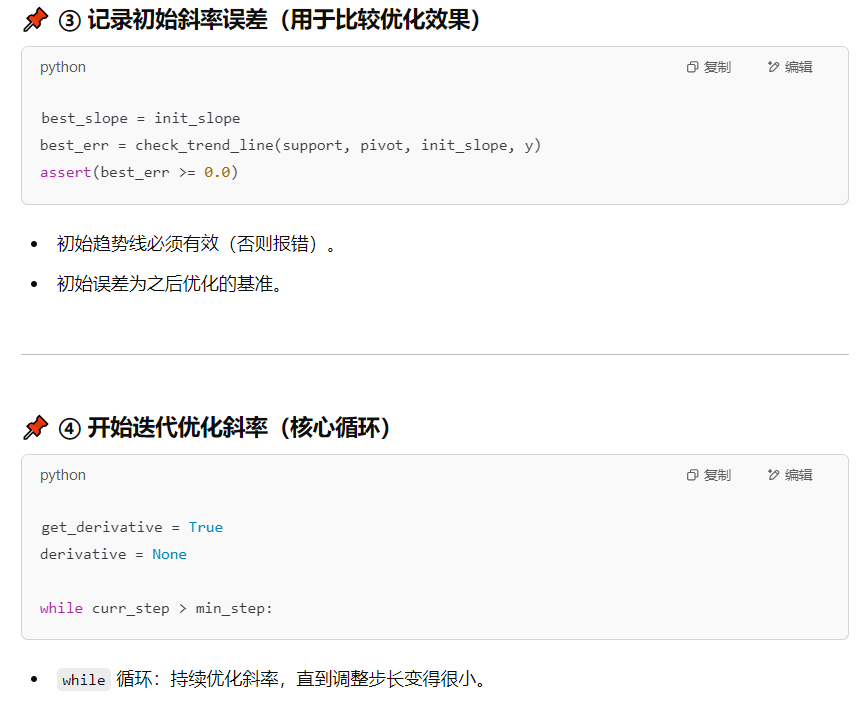 📌 ③ 记录初始斜率误差（用于比较优化效果）
python
复制
编辑
best_slope = init_slope
best_err = check_trend_line(support, pivot, init_slope, y)
assert(best_err >= 0.0)
• 初始趋势线必须有效（否则报错）。
• 初始误差为之后优化的基准。
📌 ④ 开始迭代优化斜率（核心循环）
python
复制
编辑
get_derivative = True
derivative = None
while curr_step > min_step:
• while 循环：持续优化斜率，直到调整步长变得很小。